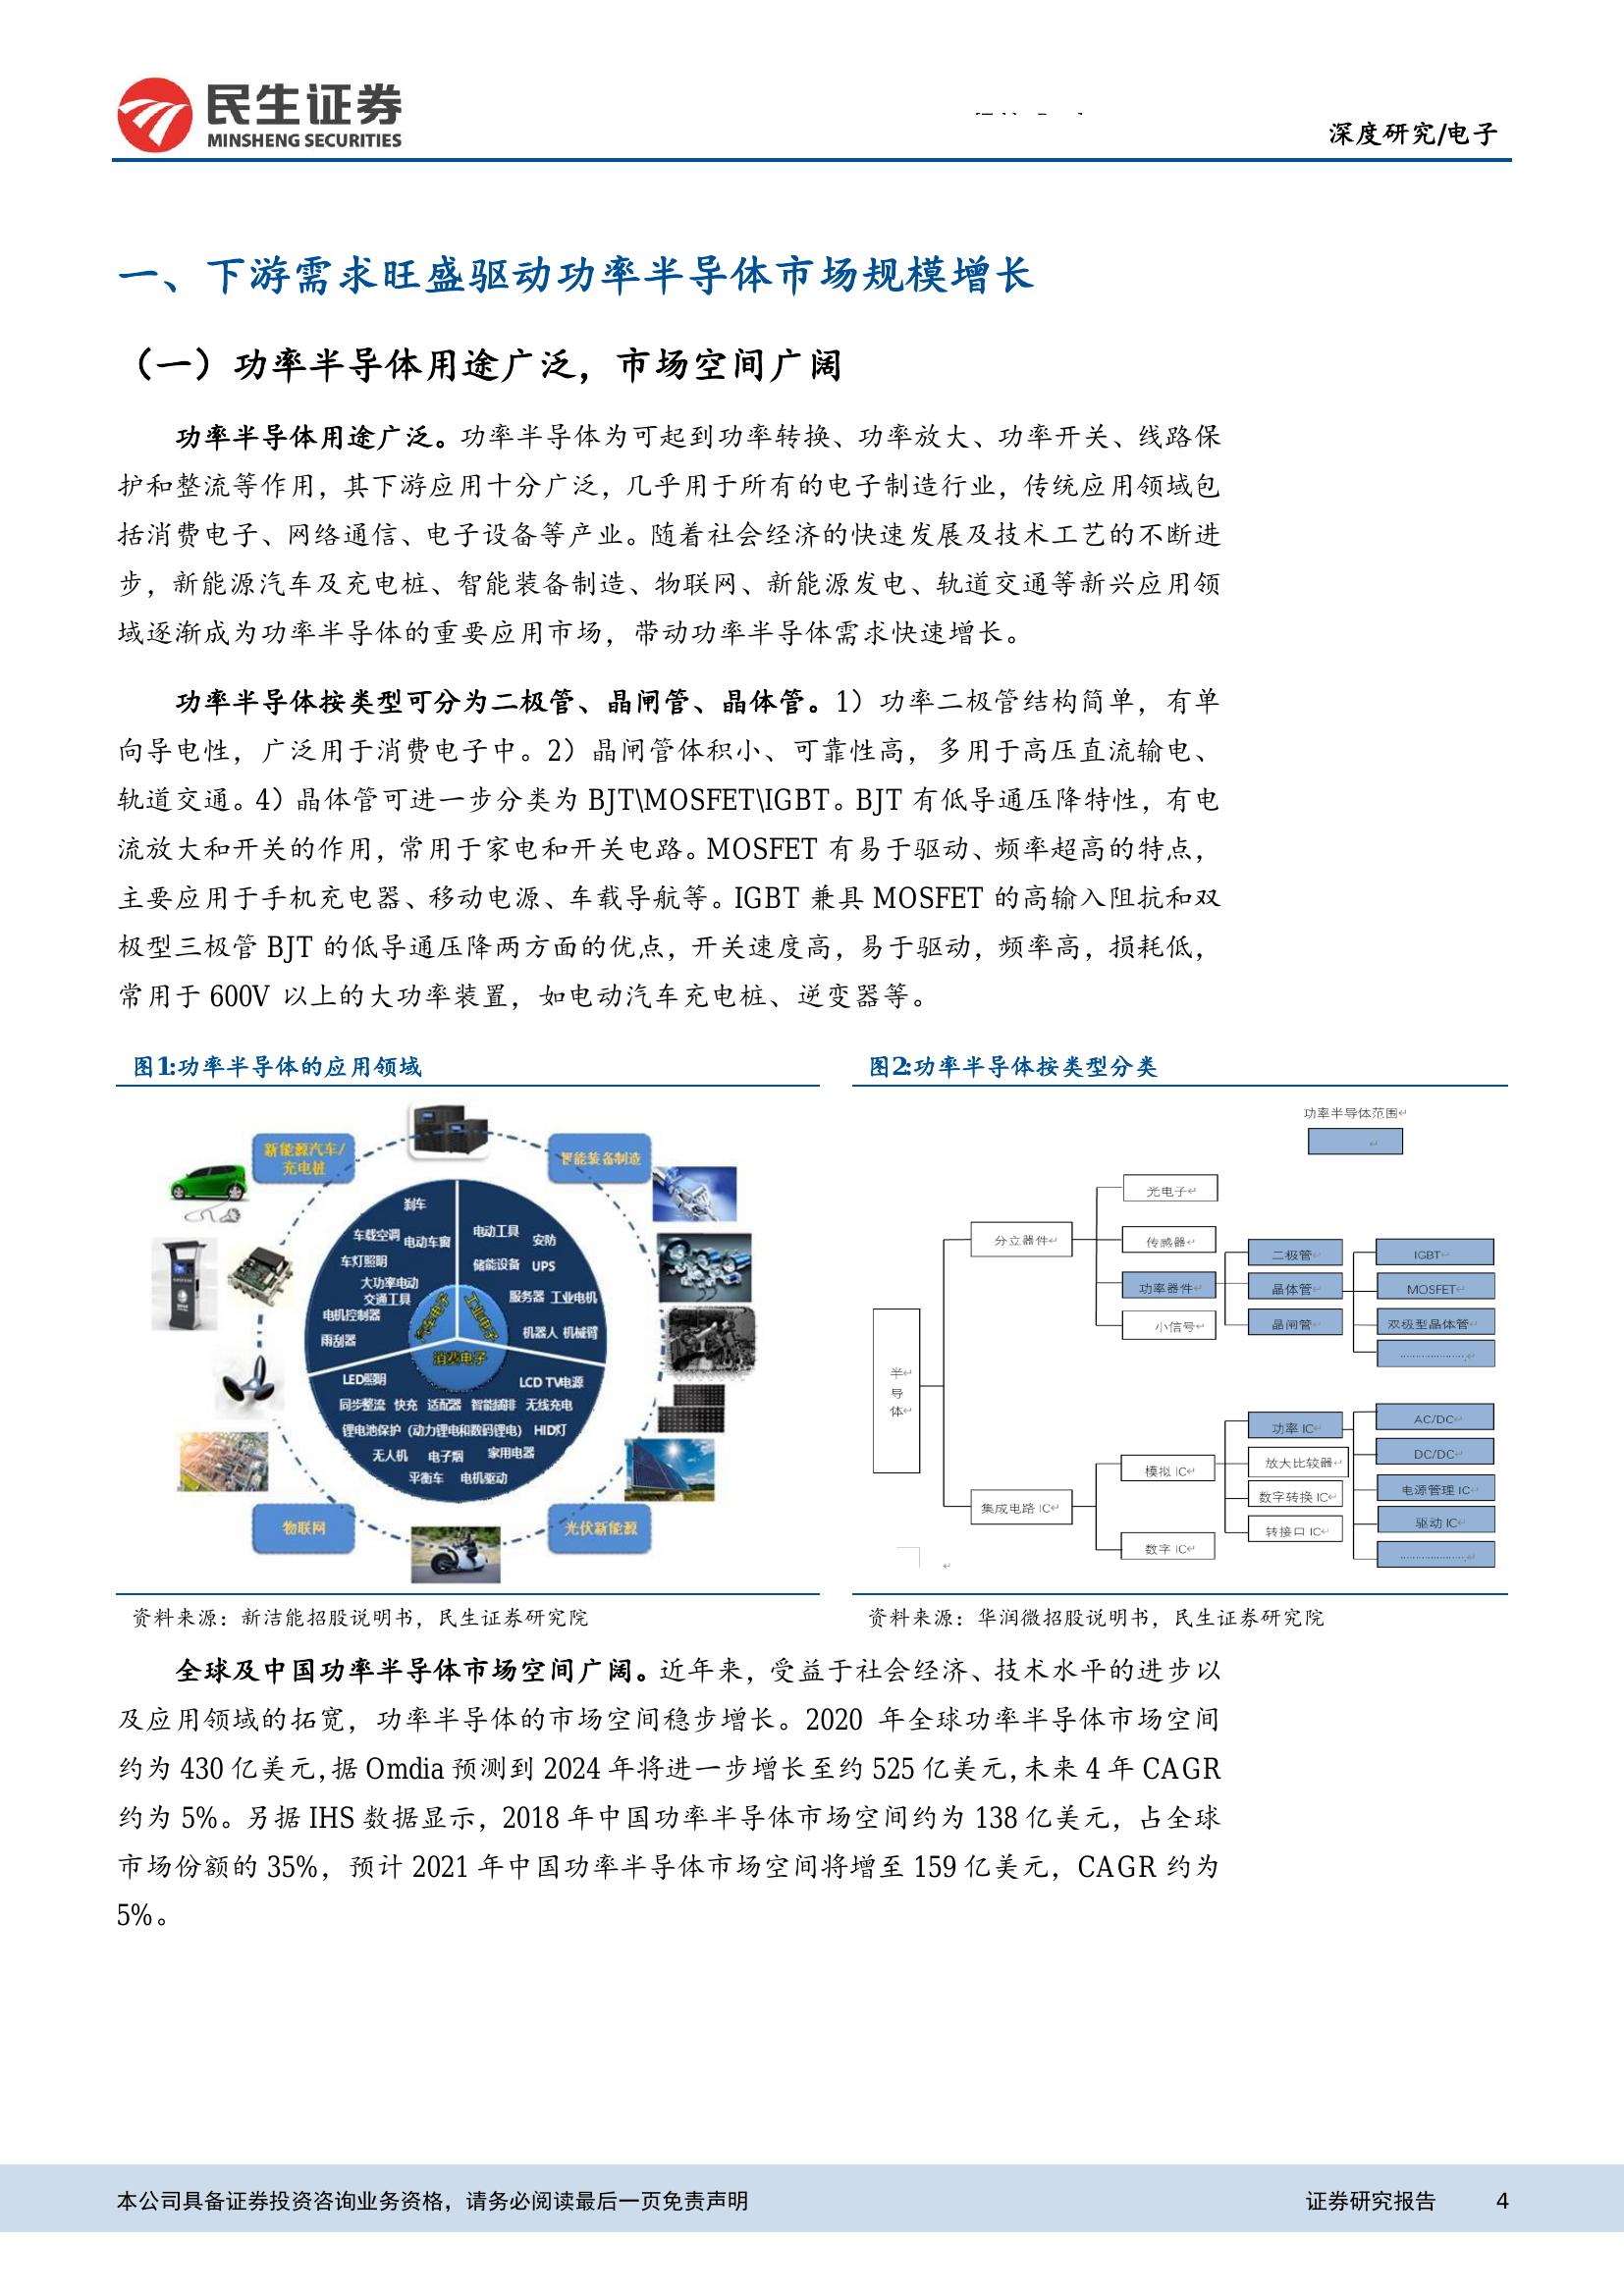 民生证券
MINSHENG SECURITIES
深度研究/电子
一、下游需求旺盛驱动功率半导体市场规模增长
（一）功率半导体用途广泛，市场空间广阔
功率半导体用途广泛。功率半导体为可起到功率转换、功率放大、功率开关、线路保
护和整流等作用，其下游应用十分广泛，几乎用于所有的电子制造行业，传统应用领域包
括消费电子、网络通信、电子设备等产业。随着社会经济的快速发展及技术工艺的不断进
步，新能源汽车及充电桩、智能装备制造、物联网、新能源发电、轨道交通等新兴应用领
域逐渐成为功率半导体的重要应用市场，带动功率半导体需求快速增长。
功率半导体按类型可分为二极管、晶闸管、晶体管。1）功率二极管结构简单，有单
向导电性，广泛用于消费电子中。2）晶闸管体积小、可靠性高，多用于高压直流输电、
轨道交通。4）晶体管可进一步分类为 BJT\MOSFET\IGBT。BJT 有低导通压降特性，有电
流放大和开关的作用，常用于家电和开关电路。MOSFET 有易于驱动、频率超高的特点，
主要应用于手机充电器、移动电源、车载导航等。IGBT 兼具 MOSFET 的高输入阻抗和双
极型三极管 BJT 的低导通压降两方面的优点，开关速度高，易于驱动，频率高，损耗低，
常用于 600V 以上的大功率装置，如电动汽车充电桩、逆变器等。
图1:功率半导体的应用领域
新能源汽车/
充电桩
智能装备制造
刹车
车载空调 电动车窗
车灯照明
大功率电动
交通工具
电机控制器
雨刮器
电动工具
安防
储能设备 UPS
服务器 工业电机
机器人 机械臂
汽车电子
工业电子
消费电子
LED照明
LCD TV电源
同步整流 快充 适配器 智能插排 无线充电
锂电池保护（动力锂电和数码锂电） HID灯
无人机 电子烟 家用电器
平衡车 电机驱动
物联网
光伏新能源
资料来源：新洁能招股说明书，民生证券研究院
图2:功率半导体按类型分类
功率半导体范围
半
导
体
分立器件
光电子
传感器
功率器件
小信号
二极管
晶体管
晶闸管
IGBT
MOSFET
双极型晶体管
…………………
集成电路 IC
模拟 IC
数字 IC
功率 IC
放大比较器
数字转换 IC
转接口 IC
AC/DC
DC/DC
电源管理 IC
驱动 IC
…………………
资料来源：华润微招股说明书，民生证券研究院
全球及中国功率半导体市场空间广阔。近年来，受益于社会经济、技术水平的进步以
及应用领域的拓宽，功率半导体的市场空间稳步增长。2020 年全球功率半导体市场空间
约为 430 亿美元，据 Omdia 预测到 2024 年将进一步增长至约 525 亿美元，未来 4 年 CAGR
约为 5%。另据 IHS 数据显示，2018 年中国功率半导体市场空间约为 138 亿美元，占全球
市场份额的 35%，预计 2021 年中国功率半导体市场空间将增至 159 亿美元，CAGR 约为
5%。
本公司具备证券投资咨询业务资格，请务必阅读最后一页免责声明
证券研究报告 4